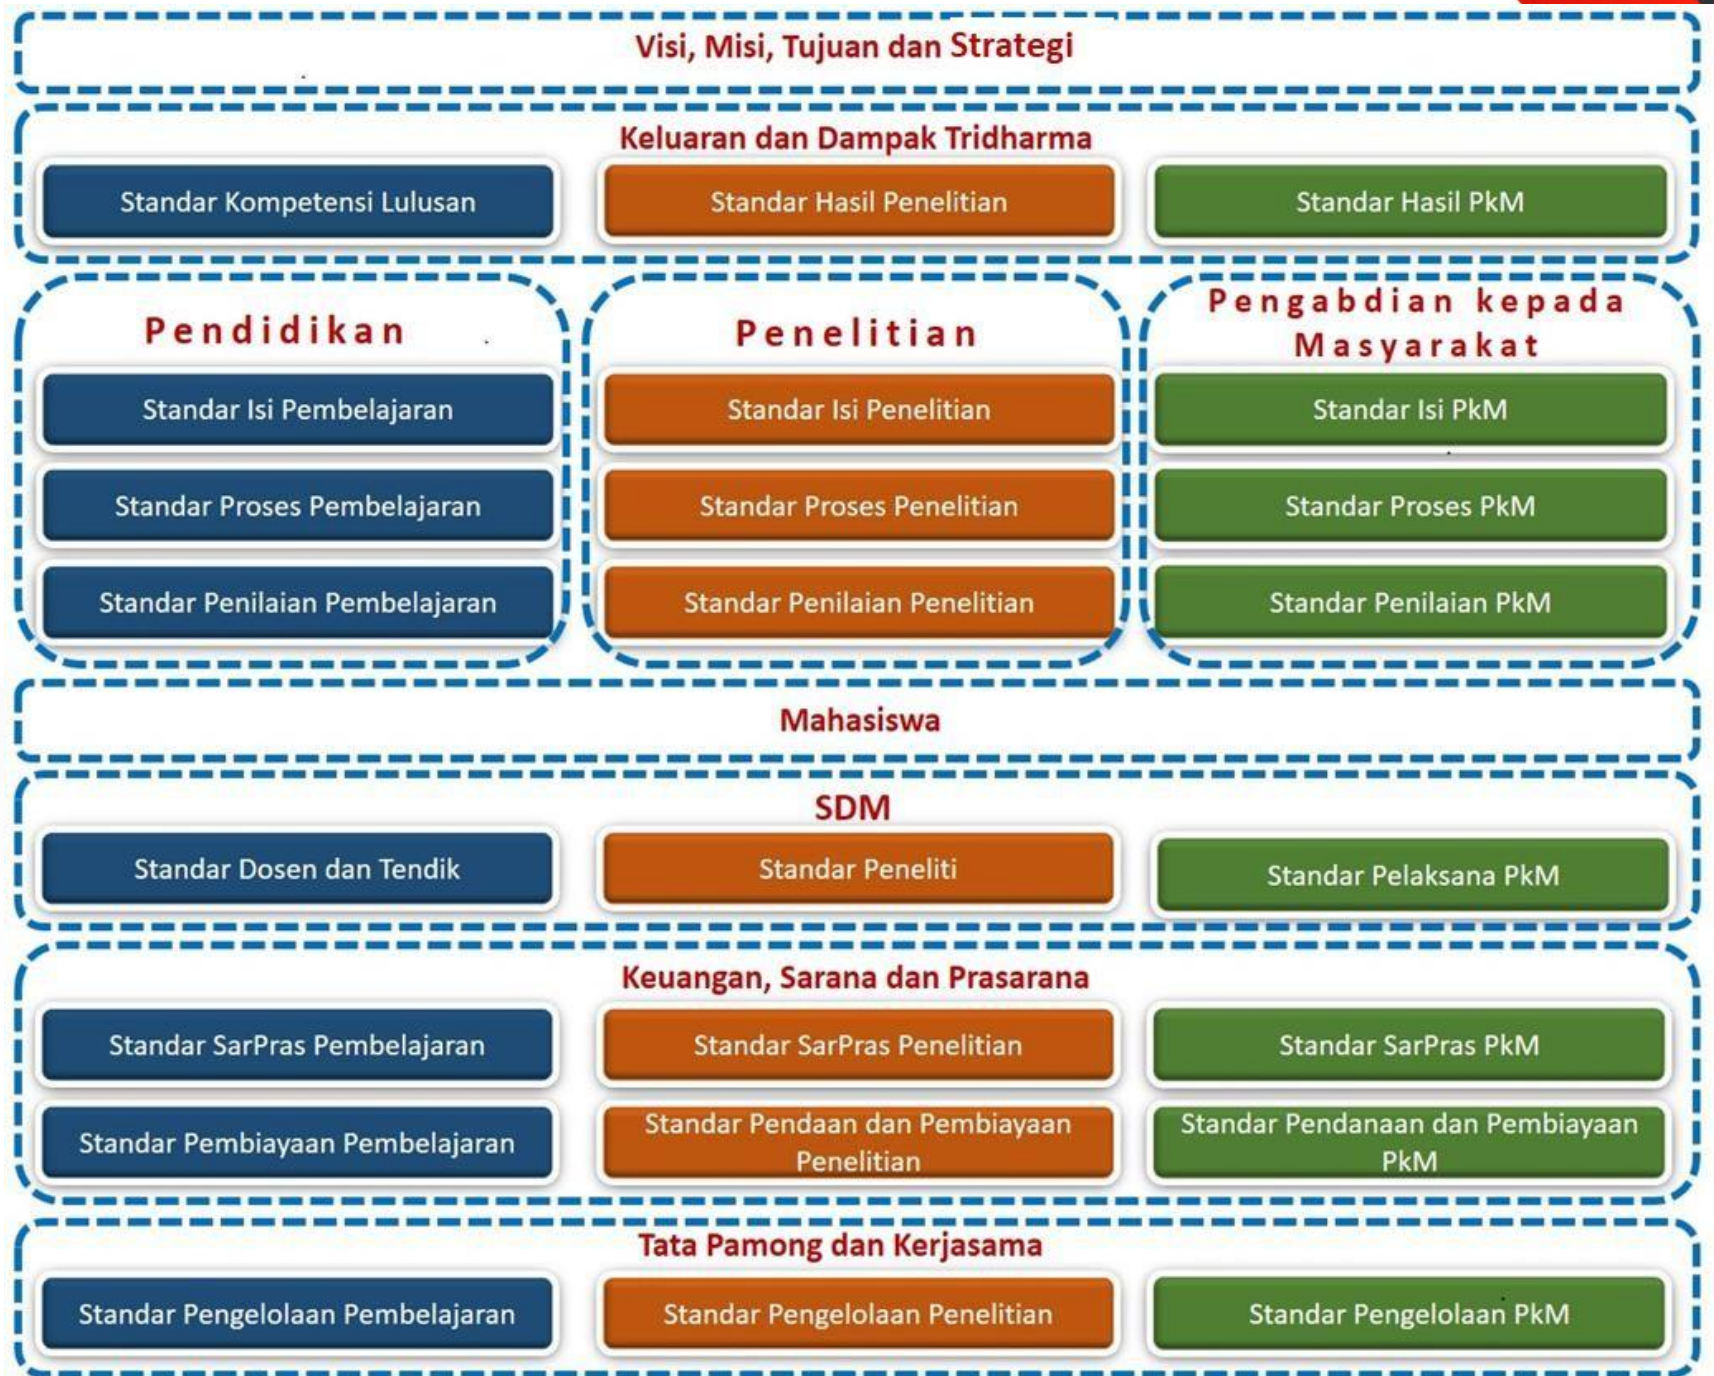 Visi, Misi, Tujuan dan Strategi
Keluaran dan Dampak Tridharma
Standar Kompetensi Lulusan
Standar Hasil Penelitian
Standar Hasil PkM
Pendidikan
Standar Isi Pembelajaran
Standar Proses Pembelajaran
Standar Penilaian Pembelajaran
Penelitian
Standar Isi Penelitian
Standar Proses Penelitian
Standar Penilaian Penelitian
Pengabdian kepada
Masyarakat
Standar Isi PkM
Standar Proses PkM
Standar Penilaian PkM
Mahasiswa
SDM
Standar Dosen dan Tendik
Standar Peneliti
Standar Pelaksana PkM
Keuangan, Sarana dan Prasarana
Standar SarPras Pembelajaran
Standar SarPras Penelitian
Standar SarPras PkM
Standar Pembiayaan Pembelajaran
Standar Pendaan dan Pembiayaan
Penelitian
Standar Pendanaan dan Pembiayaan
PkM
Tata Pamong dan Kerjasama
Standar Pengelolaan Pembelajaran
Standar Pengelolaan Penelitian
Standar Pengelolaan PkM